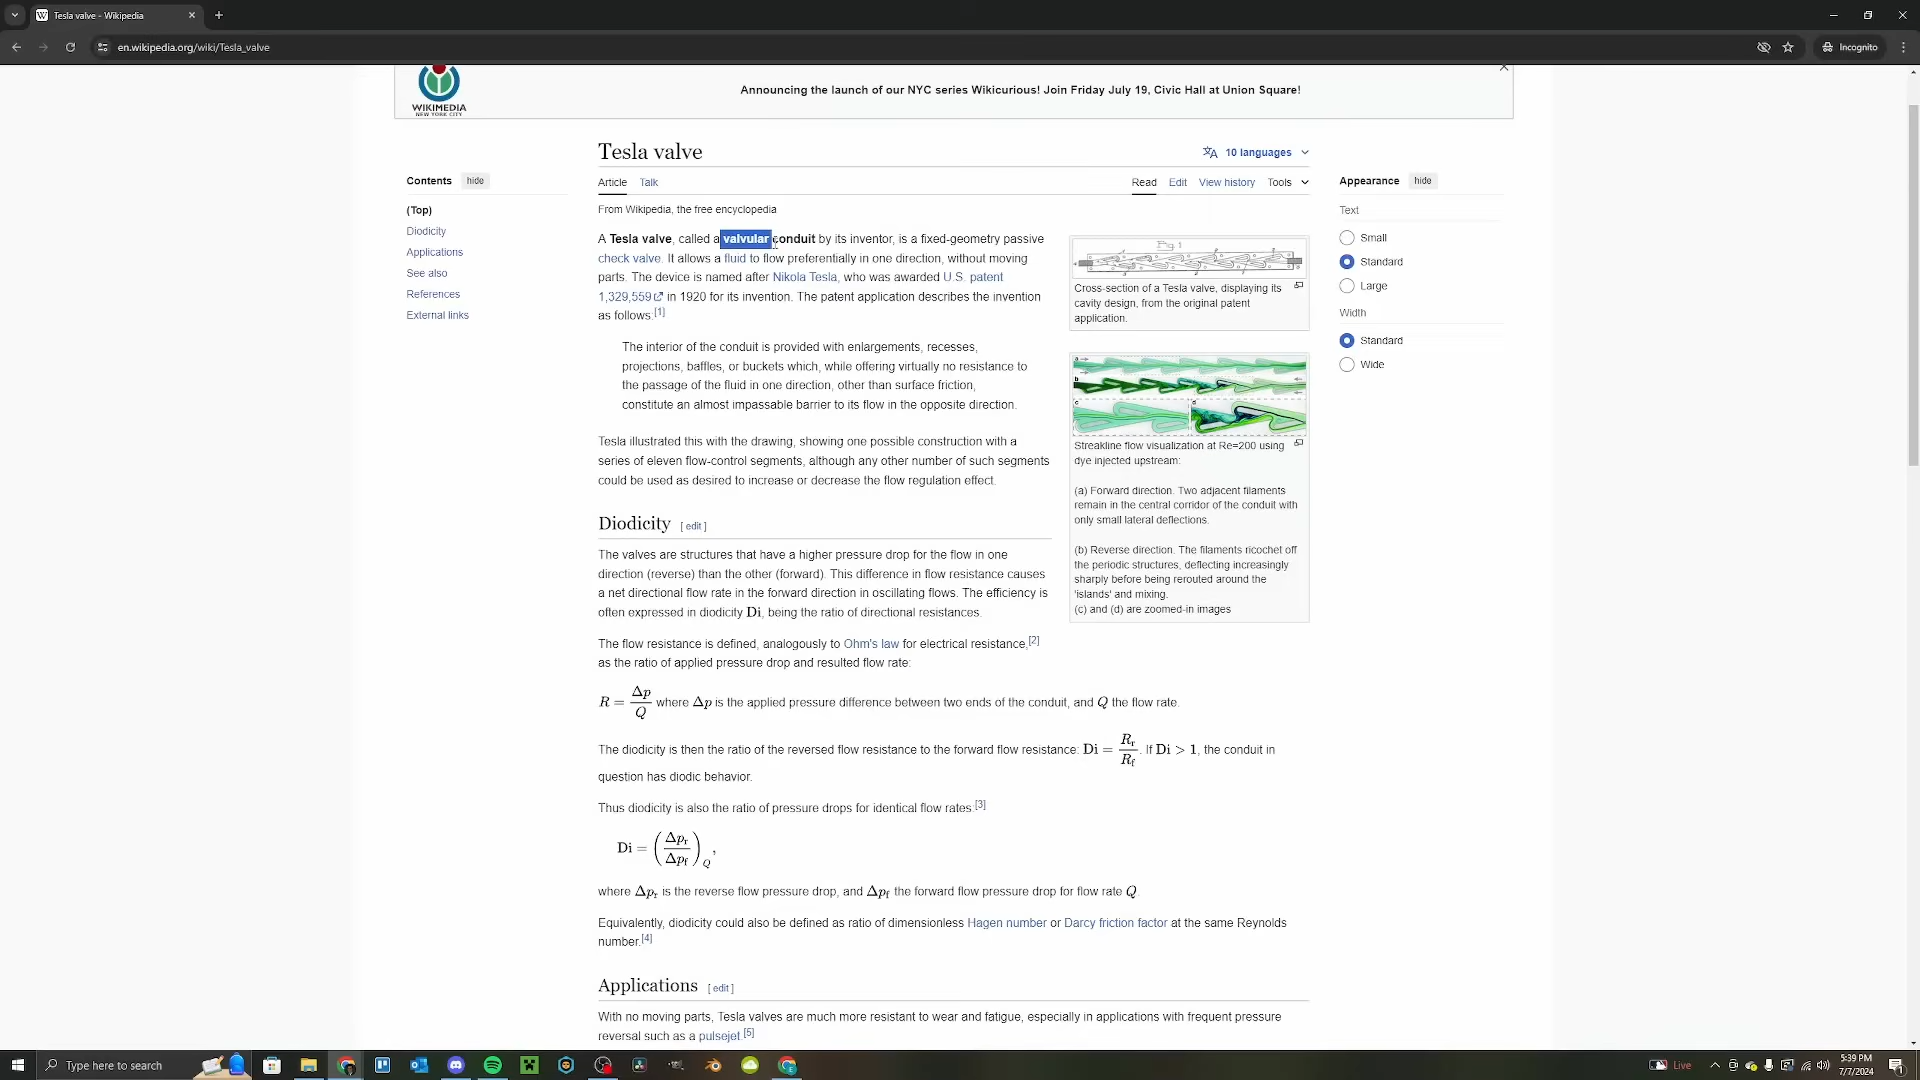 Tesla valve - Wikipedia
en.wikipedia.org/wiki/Tesla_valve
Incognito
WIKIMEDIA
NEW YORK CITY
Announcing the launch of our NYC series Wikicurious! Join Friday July 19, Civic Hall at Union Square!
Tesla valve
10 languages
Contents hide
(Top)
Diodicity
Applications
See also
References
External links
Article Talk
Read Edit View history Tools
From Wikipedia, the free encyclopedia
A Tesla valve, called a valvular conduit by its inventor, is a fixed-geometry passive
check valve. It allows a fluid to flow preferentially in one direction, without moving
parts. The device is named after Nikola Tesla, who was awarded U.S. patent
1,329,559 in 1920 for its invention. The patent application describes the invention
as follows:[1]
The interior of the conduit is provided with enlargements, recesses,
projections, baffles, or buckets which, while offering virtually no resistance to
the passage of the fluid in one direction, other than surface friction,
constitute an almost impassable barrier to its flow in the opposite direction.
Tesla illustrated this with the drawing, showing one possible construction with a
series of eleven flow-control segments, although any other number of such segments
could be used as desired to increase or decrease the flow regulation effect.
Fig 1
Cross-section of a Tesla valve, displaying its
cavity design, from the original patent
application.
a
b
c d
Streakline flow visualization at Re=200 using
dye injected upstream:
(a) Forward direction. Two adjacent filaments
remain in the central corridor of the conduit with
only small lateral deflections.
(b) Reverse direction. The filaments ricochet off
the periodic structures, deflecting increasingly
sharply before being rerouted around the
'islands' and mixing.
(c) and (d) are zoomed-in images
Appearance hide
Text
Small
Standard
Large
Width
Standard
Wide
Diodicity [ edit ]
The valves are structures that have a higher pressure drop for the flow in one
direction (reverse) than the other (forward). This difference in flow resistance causes
a net directional flow rate in the forward direction in oscillating flows. The efficiency is
often expressed in diodicity Di, being the ratio of directional resistances.
The flow resistance is defined, analogously to Ohm's law for electrical resistance,[2]
as the ratio of applied pressure drop and resulted flow rate:
R = Δp/Q where Δp is the applied pressure difference between two ends of the conduit, and Q the flow rate.
The diodicity is then the ratio of the reversed flow resistance to the forward flow resistance: Di = Rr/Rf. If Di > 1, the conduit in
question has diodic behavior.
Thus diodicity is also the ratio of pressure drops for identical flow rates:[3]
Di = (Δpr/Δpf)Q,
where Δpr is the reverse flow pressure drop, and Δpf the forward flow pressure drop for flow rate Q.
Equivalently, diodicity could also be defined as ratio of dimensionless Hagen number or Darcy friction factor at the same Reynolds
number.[4]
Applications [ edit ]
With no moving parts, Tesla valves are much more resistant to wear and fatigue, especially in applications with frequent pressure
reversal such as a pulsejet.[5]
Type here to search
Live
5:39 PM
7/7/2024